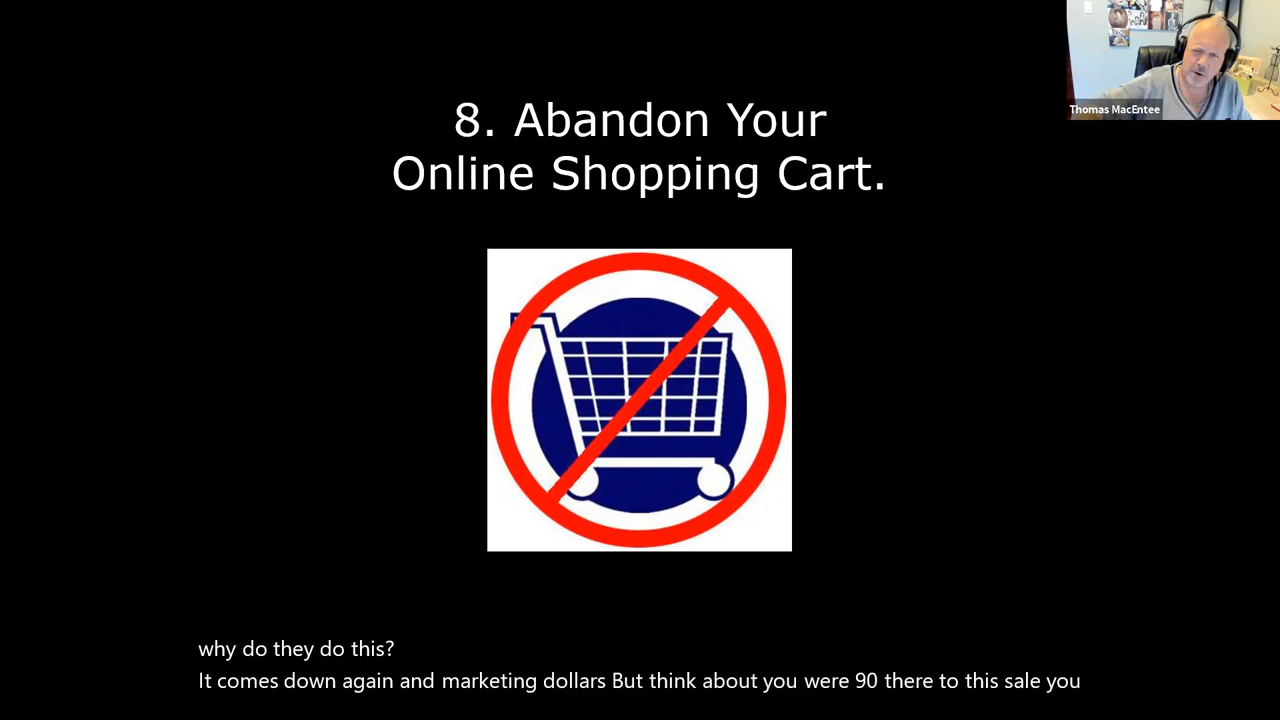 Thomas MacEntee
8. Abandon Your
Online Shopping Cart.
why do they do this?
It comes down again and marketing dollars But think about you were 90 there to this sale you